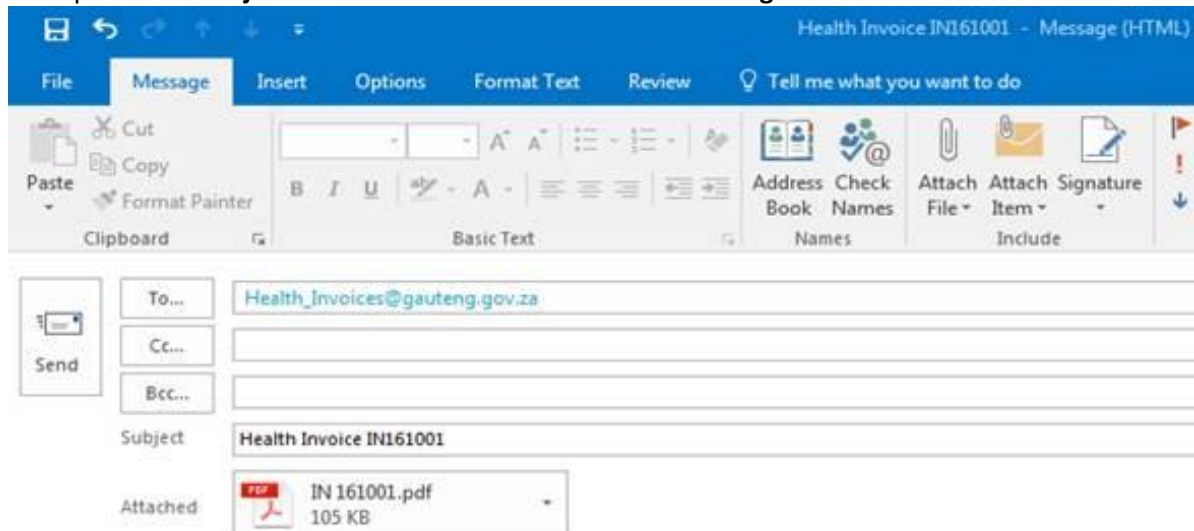 Health Invoice IN161001 - Message (HTML)
File Message Insert Options Format Text Review Tell me what you want to do
Cut
Copy
Format Painter
Paste
Clipboard
B I U
Basic Text
Address Book
Check Names
Names
Attach File
Attach Item
Signature
Include
Send
To... Health_Invoices@gauteng.gov.za
Cc...
Bcc...
Subject Health Invoice IN161001
Attached PDF IN 161001.pdf
105 KB